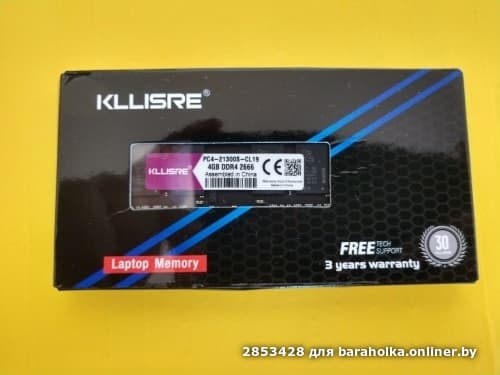 KLLISRE®
PC4-21300S-CL19
4GB DDR4 2666
Assembled in China
KLLISRE
CE
FREE TECH SUPPORT
30
3 years warranty
Laptop Memory
2853428 для baraholka.onliner.by